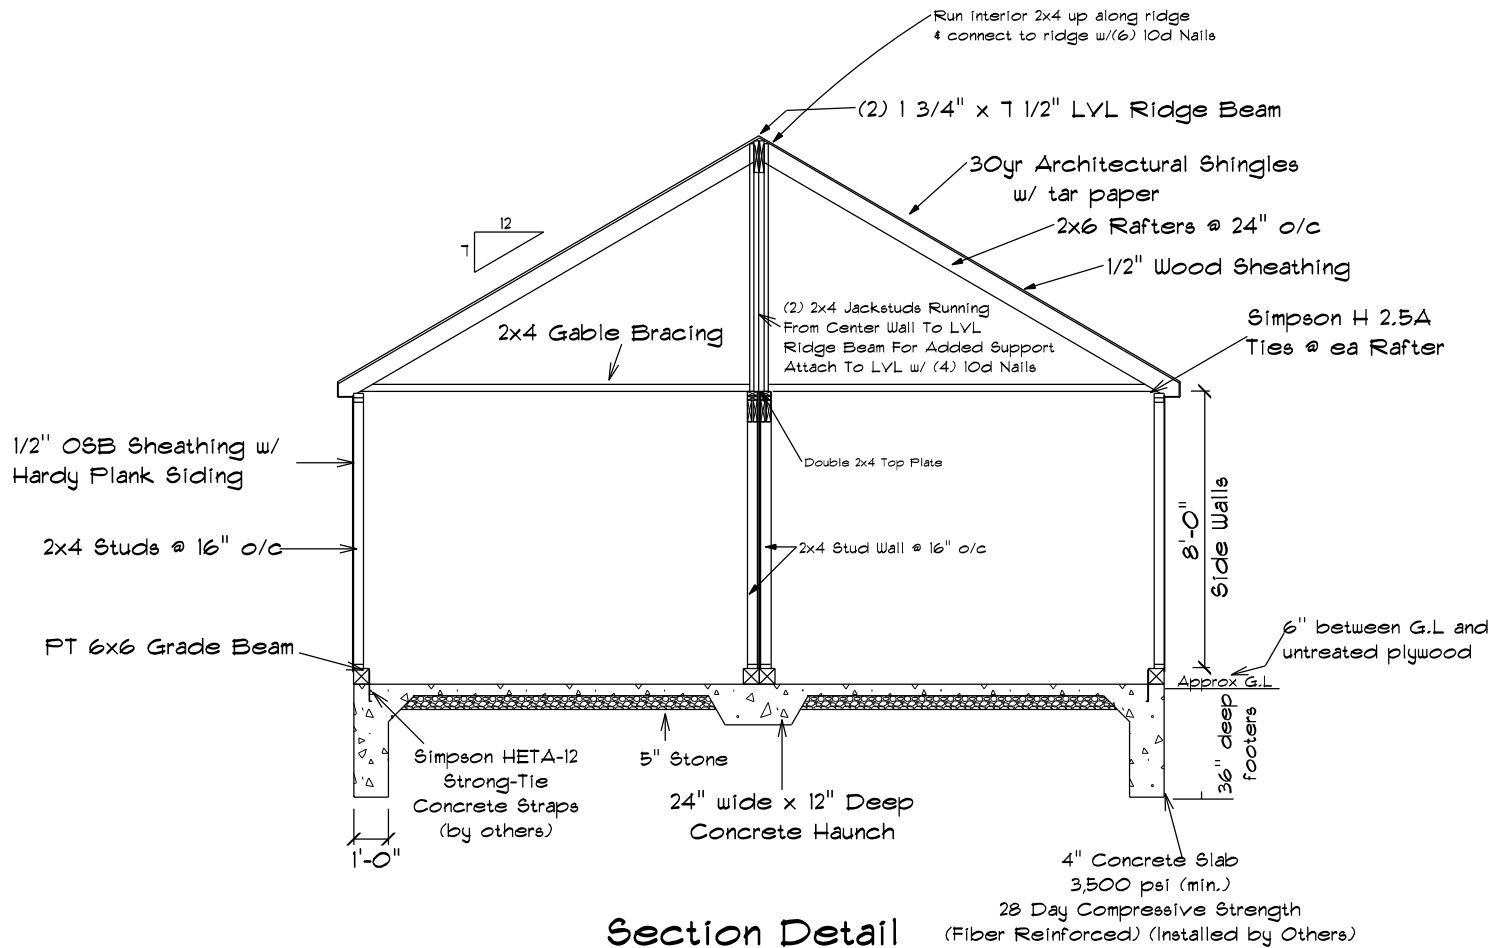 Run interior 2x4 up along ridge
& connect to ridge w/(6) 10d Nails
(2) 1 3/4" x 7 1/2" LVL Ridge Beam
30yr Architectural Shingles
w/ tar paper
2x6 Rafters @ 24" o/c
1/2" Wood Sheathing
12
7
Simpson H 2.5A
Ties @ ea Rafter
(2) 2x4 Jackstuds Running
From Center Wall To LVL
Ridge Beam For Added Support
Attach To LVL w/ (4) 10d Nails
2x4 Gable Bracing
1/2" OSB Sheathing w/
Hardy Plank Siding
Double 2x4 Top Plate
8'-0"
Side Walls
2x4 Studs @ 16" o/c
2x4 Stud Wall @ 16" o/c
PT 6x6 Grade Beam
6" between G.L and
untreated plywood
Approx G.L
36" deep
footers
Simpson HETA-12
Strong-Tie
Concrete Straps
(by others)
5" Stone
24" wide x 12" Deep
Concrete Haunch
1'-0"
4" Concrete Slab
3,500 psi (min.)
28 Day Compressive Strength
(Fiber Reinforced) (Installed by Others)
Section Detail